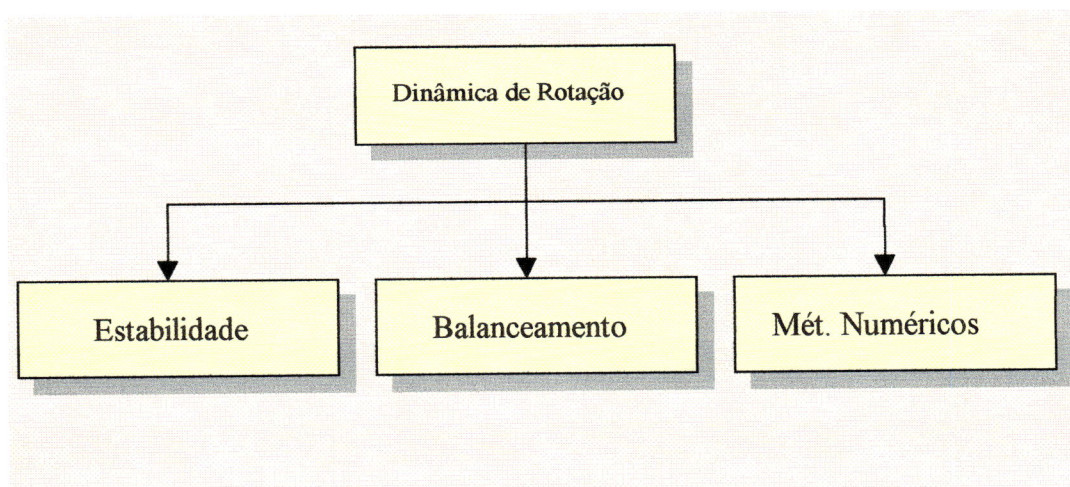 Dinâmica de Rotação
Estabilidade
Balanceamento
Mét. Numéricos